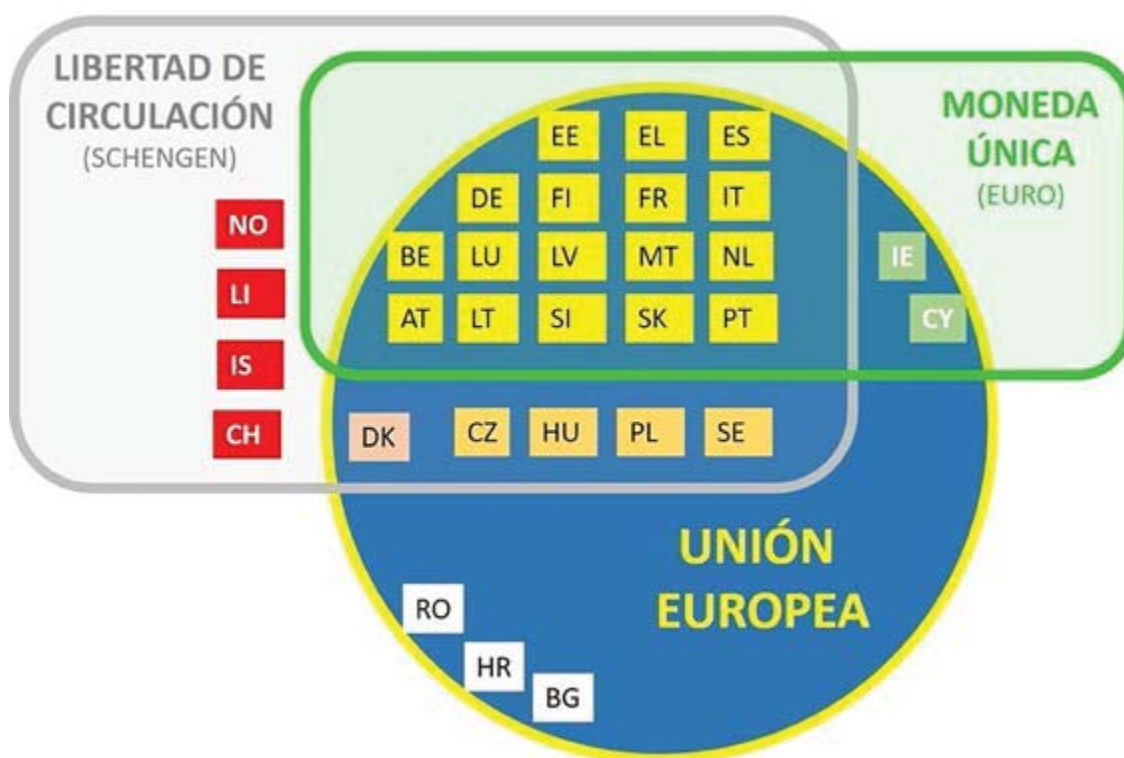 LIBERTAD DE
CIRCULACIÓN
(SCHENGEN)
MONEDA
ÚNICA
(EURO)
EE EL ES
DE FI FR IT
NO
BE LU LV MT NL IE
LI
AT LT SI SK PT CY
IS
CH DK CZ HU PL SE
UNIÓN
EUROPEA
RO
HR
BG